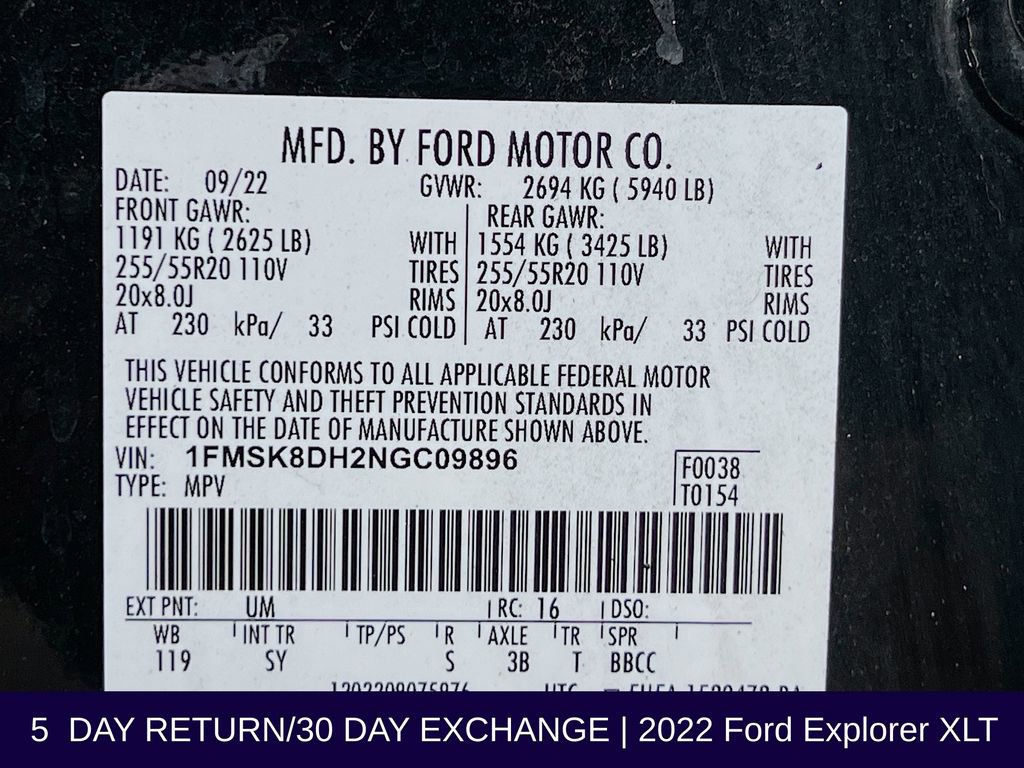 MFD. BY FORD MOTOR CO.
DATE: 09/22 GVWR: 2694 KG ( 5940 LB)
FRONT GAWR: REAR GAWR:
1191 KG ( 2625 LB) WITH 1554 KG ( 3425 LB) WITH
255/55R20 110V TIRES 255/55R20 110V TIRES
20x8.0J RIMS 20x8.0J RIMS
AT 230 kPa/ 33 PSI COLD AT 230 kPa/ 33 PSI COLD
THIS VEHICLE CONFORMS TO ALL APPLICABLE FEDERAL MOTOR
VEHICLE SAFETY AND THEFT PREVENTION STANDARDS IN
EFFECT ON THE DATE OF MANUFACTURE SHOWN ABOVE.
VIN: 1FMSK8DH2NGC09896 F0038
TYPE: MPV T0154
EXT PNT: UM RC: 16 DSO:
WB INT TR TP/PS R AXLE TR SPR
119 SY S 3B T BBCC
5 DAY RETURN/30 DAY EXCHANGE | 2022 Ford Explorer XLT